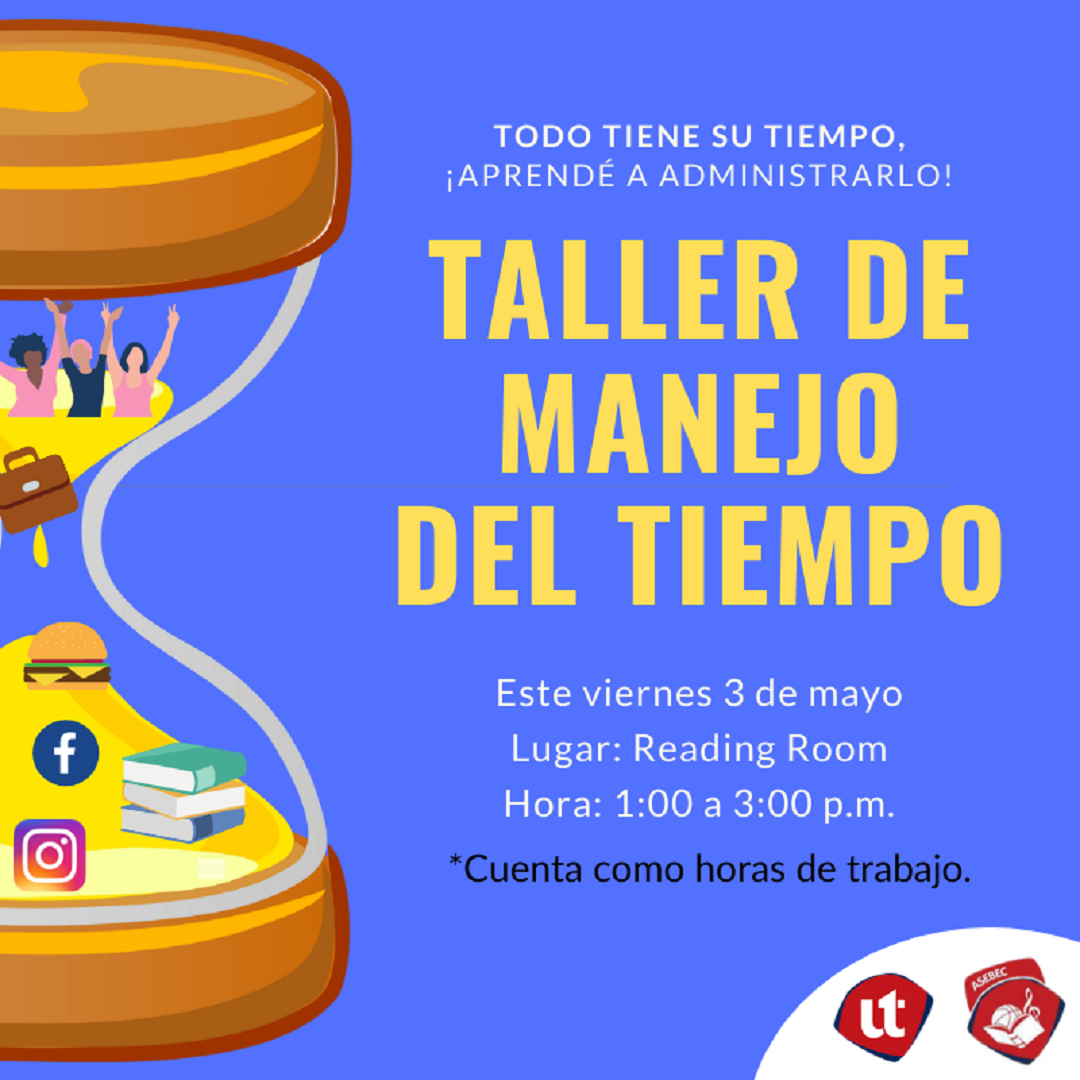 TODO TIENE SU TIEMPO,
¡APRENDÉ A ADMINISTRARLO!
TALLER DE
MANEJO
DEL TIEMPO
Este viernes 3 de mayo
Lugar: Reading Room
Hora: 1:00 a 3:00 p.m.
*Cuenta como horas de trabajo.
ut
ASEBEC